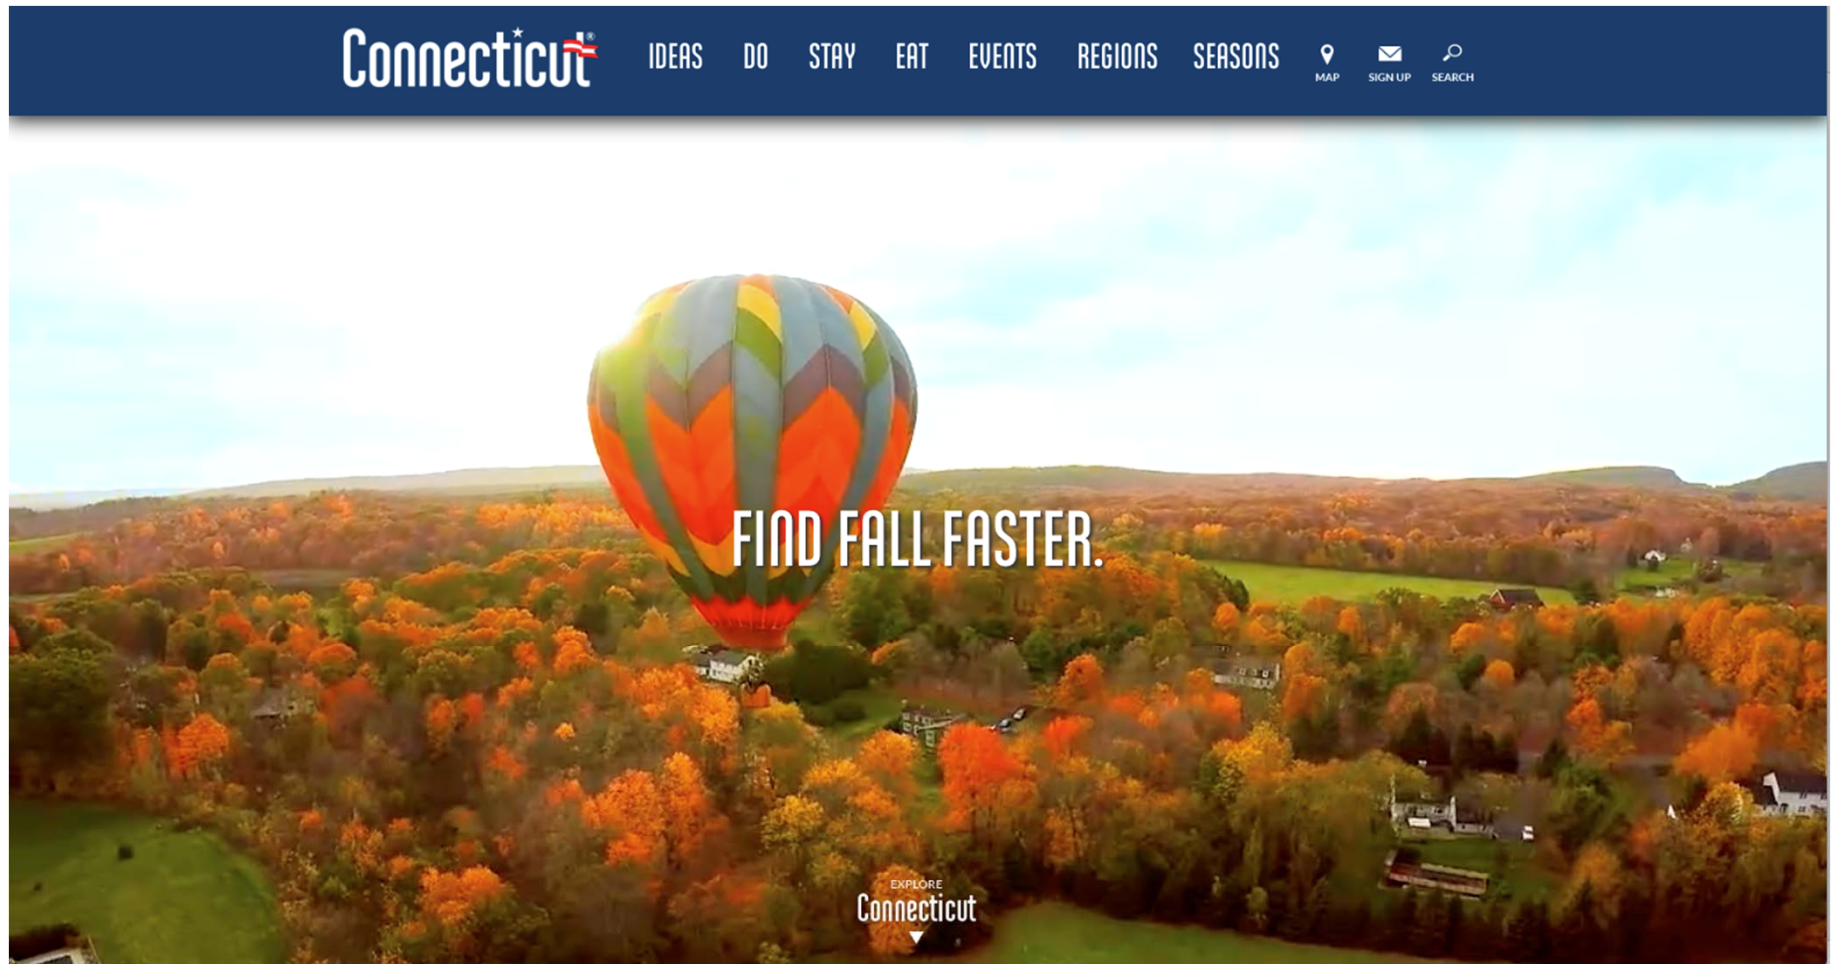 Connecticut®
IDEAS DO STAY EAT EVENTS REGIONS SEASONS
MAP SIGN UP SEARCH
FIND FALL FASTER.
EXPLORE
Connecticut